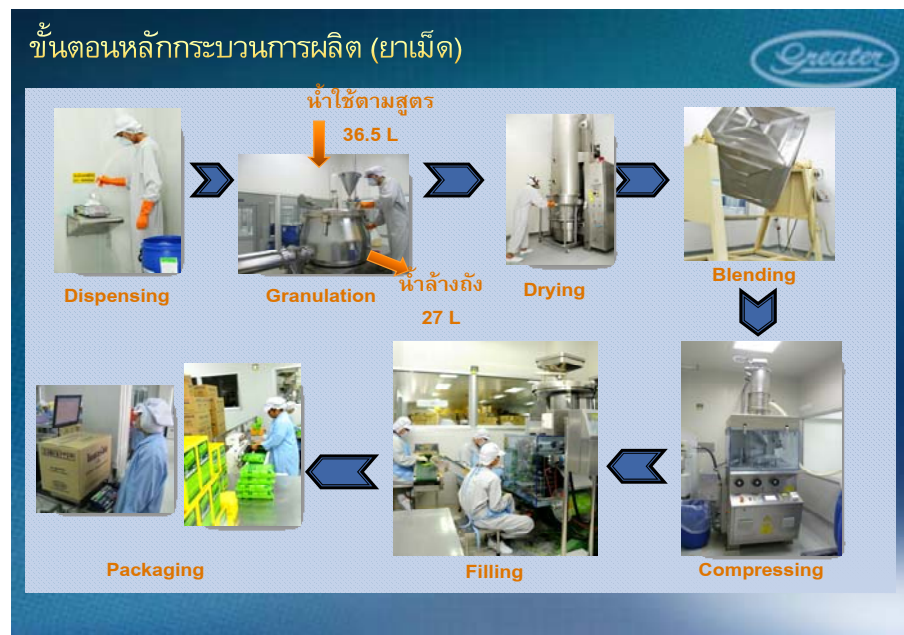 ขั้นตอนหลักกระบวนการผลิต (ยาเม็ด)
Greater
น้ำใช้ตามสูตร
36.5 L
Dispensing
Granulation
น้ำล้างถัง
27 L
Drying
Blending
Packaging
Filling
Compressing